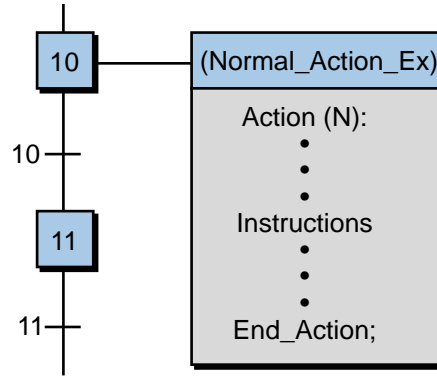 10
(Normal_Action_Ex)
Action (N):
10
Instructions
11
11
End_Action;